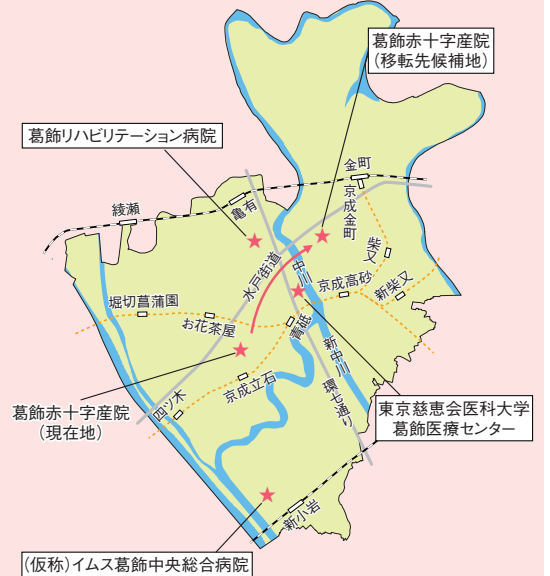 葛飾赤十字産院
(移転先候補地)
葛飾リハビリテーション病院
金町
京成金町
綾瀬
亀有
柴又
水戸街道
中川
京成高砂
新柴又
堀切菖蒲園
お花茶屋
青砥
新中川
京成立石
環七通り
四ツ木
葛飾赤十字産院
(現在地)
東京慈恵会医科大学
葛飾医療センター
新小岩
(仮称)イムス葛飾中央総合病院